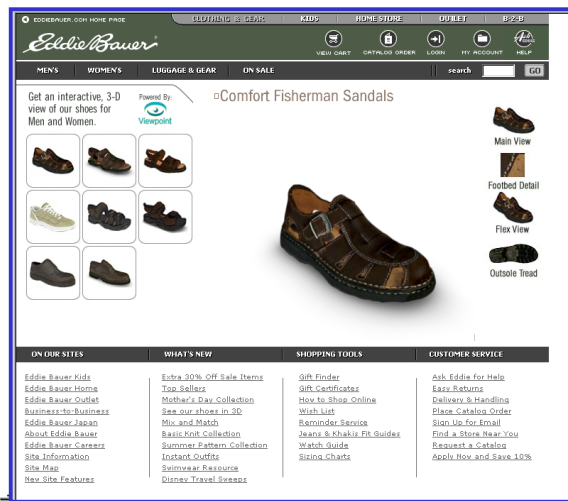 EDDIEBAUER.COM HOME PAGE
CLOTHING & GEAR
KIDS
HOME STORE
OUTLET
B-2-B
Eddie Bauer
VIEW CART
CATALOG ORDER
LOGIN
MY ACCOUNT
HELP
MEN'S
WOMEN'S
LUGGAGE & GEAR
ON SALE
search
GO
Get an interactive, 3-D
view of our shoes for
Men and Women.
Powered By:
Viewpoint
Comfort Fisherman Sandals
Main View
Footbed Detail
Flex View
Outsole Tread
ON OUR SITES
Eddie Bauer Kids
Eddie Bauer Home
Eddie Bauer Outlet
Business-to-Business
Eddie Bauer Japan
About Eddie Bauer
Eddie Bauer Careers
Site Information
Site Map
New Site Features
WHAT'S NEW
Extra 30% Off Sale Items
Top Sellers
Mother's Day Collection
See our shoes in 3D
Mix and Match
Basic Knit Collection
Summer Pattern Collection
Instant Outfits
Swimwear Resource
Disney Travel Sweeps
SHOPPING TOOLS
Gift Finder
Gift Certificates
How to Shop Online
Wish List
Reminder Service
Jeans & Khakis Fit Guides
Watch Guide
Sizing Charts
CUSTOMER SERVICE
Ask Eddie for Help
Easy Returns
Delivery & Handling
Place Catalog Order
Sign Up for Email
Find a Store Near You
Request a Catalog
Apply Now and Save 10%